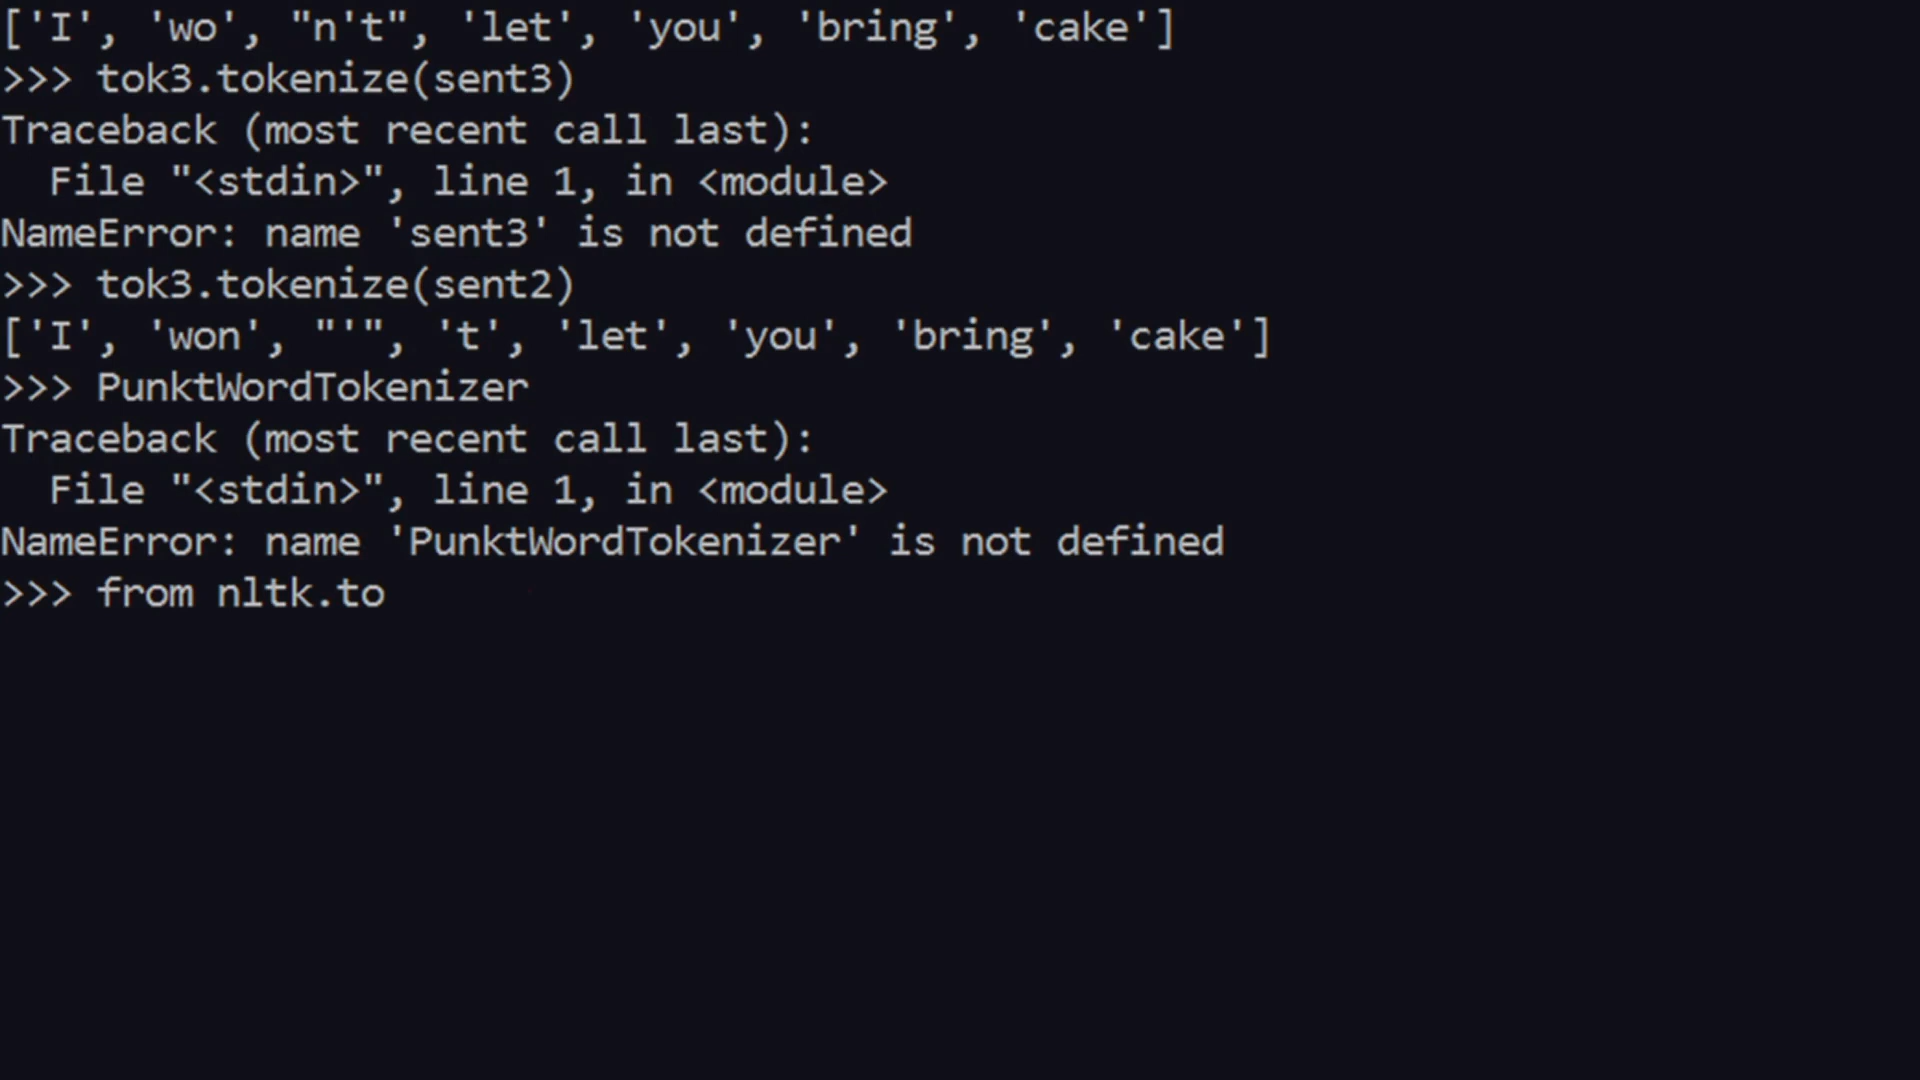 ['I', 'wo', "n't", 'let', 'you', 'bring', 'cake']
>>> tok3.tokenize(sent3)
Traceback (most recent call last):
  File "<stdin>", line 1, in <module>
NameError: name 'sent3' is not defined
>>> tok3.tokenize(sent2)
['I', 'won', "'", 't', 'let', 'you', 'bring', 'cake']
>>> PunktWordTokenizer
Traceback (most recent call last):
  File "<stdin>", line 1, in <module>
NameError: name 'PunktWordTokenizer' is not defined
>>> from nltk.to